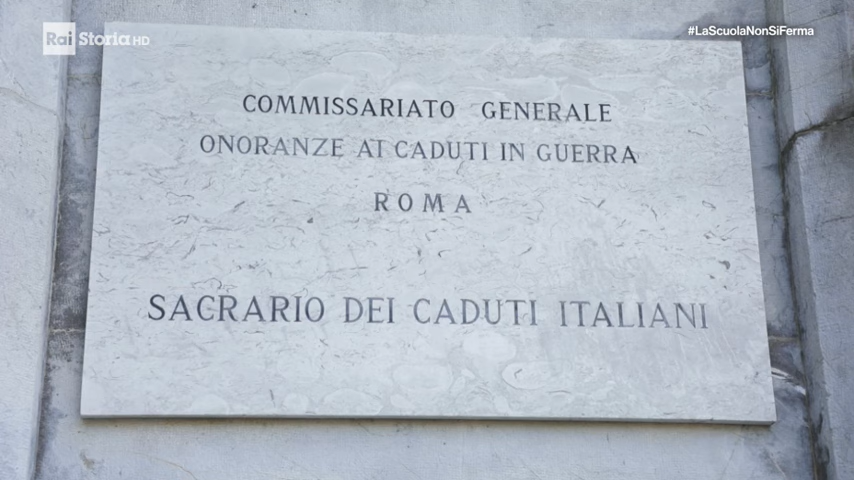 Rai Storia HD
#LaScuolaNonSiFerma
COMMISSARIATO GENERALE
ONORANZE AI CADUTI IN GUERRA
ROMA
SACRARIO DEI CADUTI ITALIANI